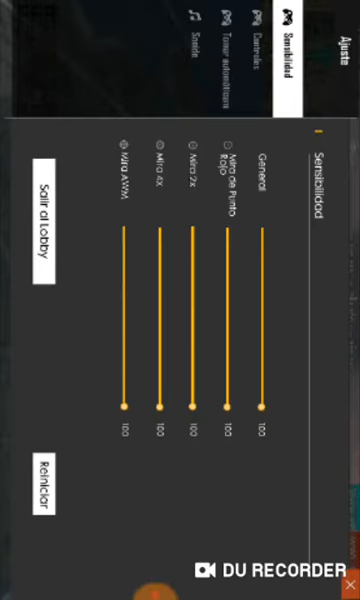 Ajuste
Sensibilidad
Controles
Sonido
Sensibilidad
General
100
Mira de Punto
Rojo
100
Mira 2x
100
Mira 4x
100
Mira AWM
100
Salir al Lobby
Reiniciar
DU RECORDER